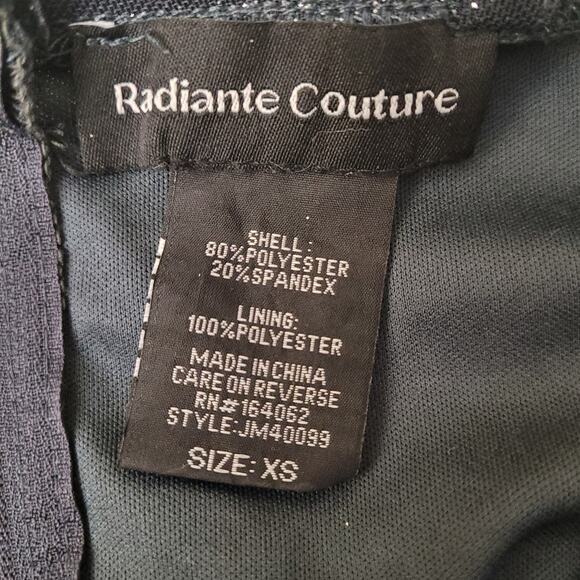 Radiante Couture
SHELL:
80%POLYESTER
20%SPANDEX
LINING:
100%POLYESTER
MADE IN CHINA
CARE ON REVERSE
RN#164062
STYLE:JM40099
SIZE: XS